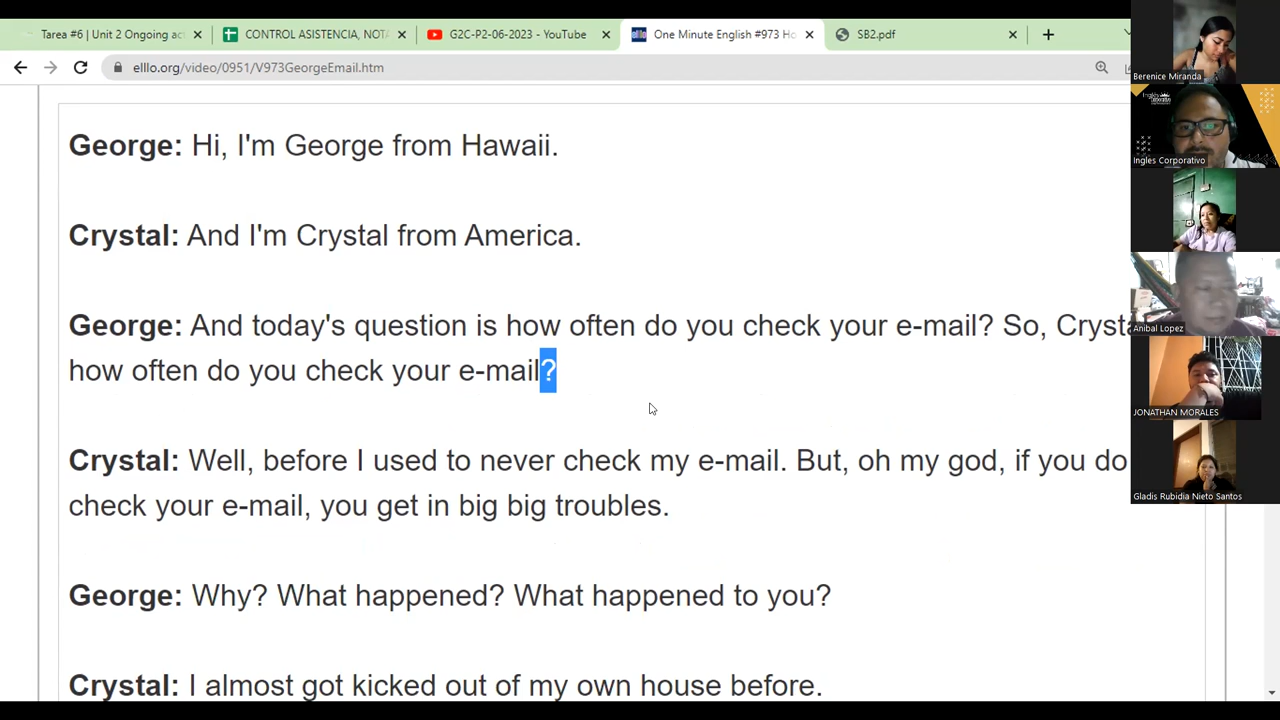 Tarea #6 | Unit 2 Ongoing act
CONTROL ASISTENCIA, NOTA
G2C-P2-06-2023 - YouTube
One Minute English #973 Ho
SB2.pdf
elllo.org/video/0951/V973GeorgeEmail.htm
George: Hi, I'm George from Hawaii.
Crystal: And I'm Crystal from America.
George: And today's question is how often do you check your e-mail? So, Crysta
how often do you check your e-mail?
Crystal: Well, before I used to never check my e-mail. But, oh my god, if you do
check your e-mail, you get in big big troubles.
George: Why? What happened? What happened to you?
Crystal: I almost got kicked out of my own house before.
Berenice Miranda
Ingles Corporativo
Anibal Lopez
JONATHAN MORALES
Gladis Rubidia Nieto Santos